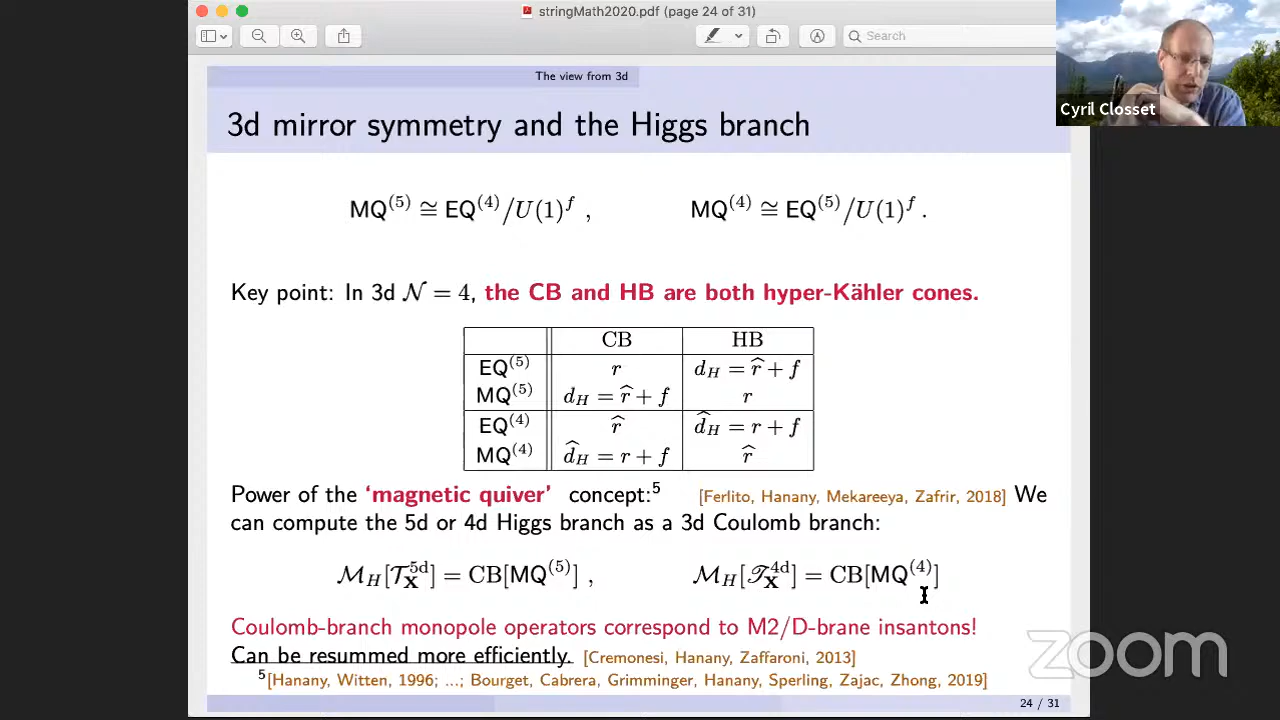 stringMath2020.pdf (page 24 of 31)
Search
Cyril Closset
The view from 3d
3d mirror symmetry and the Higgs branch
MQ⁽⁵⁾ ≅ EQ⁽⁴⁾/U(1)ᶠ , MQ⁽⁴⁾ ≅ EQ⁽⁵⁾/U(1)ᶠ .
Key point: In 3d 𝒩 = 4, the CB and HB are both hyper-Kähler cones.
CB HB
EQ⁽⁵⁾ r d_H = r̂ + f
MQ⁽⁵⁾ d_H = r̂ + f r
EQ⁽⁴⁾ r̂ d̂_H = r + f
MQ⁽⁴⁾ d̂_H = r + f r̂
Power of the ‘magnetic quiver’ concept:⁵ [Ferlito, Hanany, Mekareeya, Zafrir, 2018] We
can compute the 5d or 4d Higgs branch as a 3d Coulomb branch:
ℳ_H[𝒯_X^5d] = CB[MQ⁽⁵⁾] , ℳ_H[𝒯_X^4d] = CB[MQ⁽⁴⁾]
Coulomb-branch monopole operators correspond to M2/D-brane insantons!
Can be resummed more efficiently. [Cremonesi, Hanany, Zaffaroni, 2013]
⁵[Hanany, Witten, 1996; ...; Bourget, Cabrera, Grimminger, Hanany, Sperling, Zajac, Zhong, 2019]
24 / 31
zoom